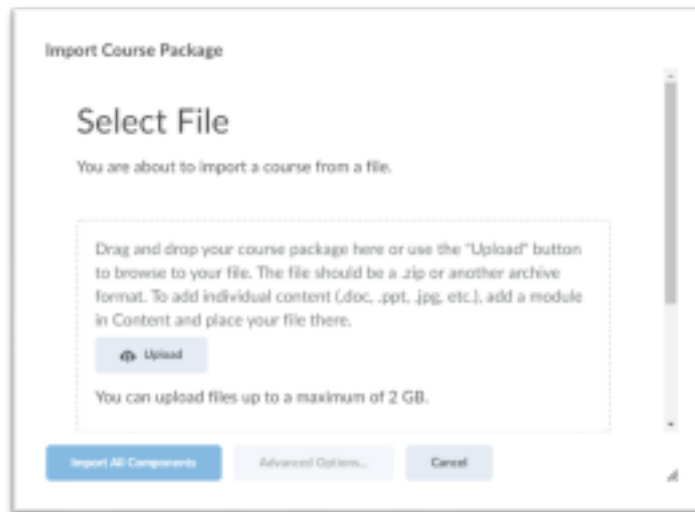 Import Course Package
Select File
You are about to import a course from a file.
Drag and drop your course package here or use the "Upload" button
to browse to your file. The file should be a .zip or another archive
format. To add individual content (.doc, .ppt, .jpg, etc.), add a module
in Content and place your file there.
Upload
You can upload files up to a maximum of 2 GB.
Import All Components Advanced Options... Cancel